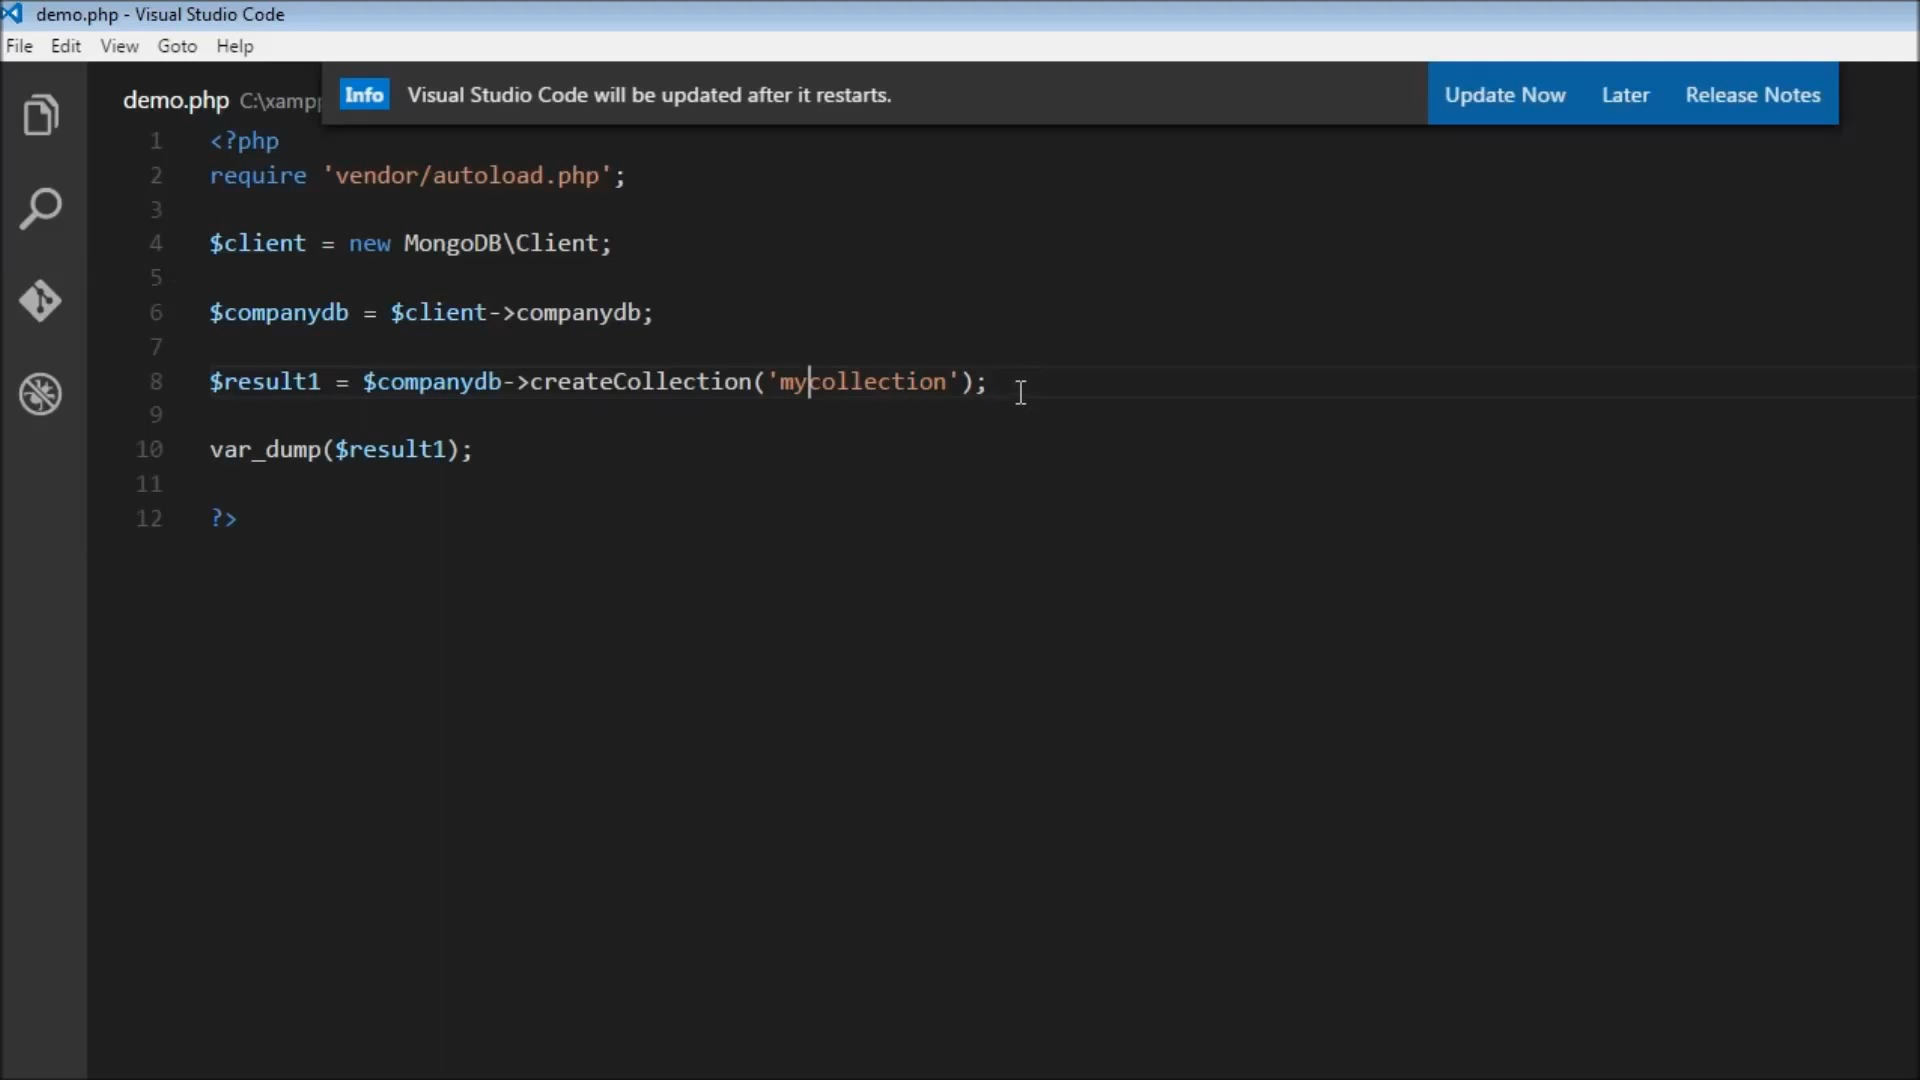 demo.php - Visual Studio Code
File Edit View Goto Help
Info Visual Studio Code will be updated after it restarts. Update Now Later Release Notes
demo.php C:\xampp
1 <?php
2 require 'vendor/autoload.php';
3
4 $client = new MongoDB\Client;
5
6 $companydb = $client->companydb;
7
8 $result1 = $companydb->createCollection('mycollection');
9
10 var_dump($result1);
11
12 ?>